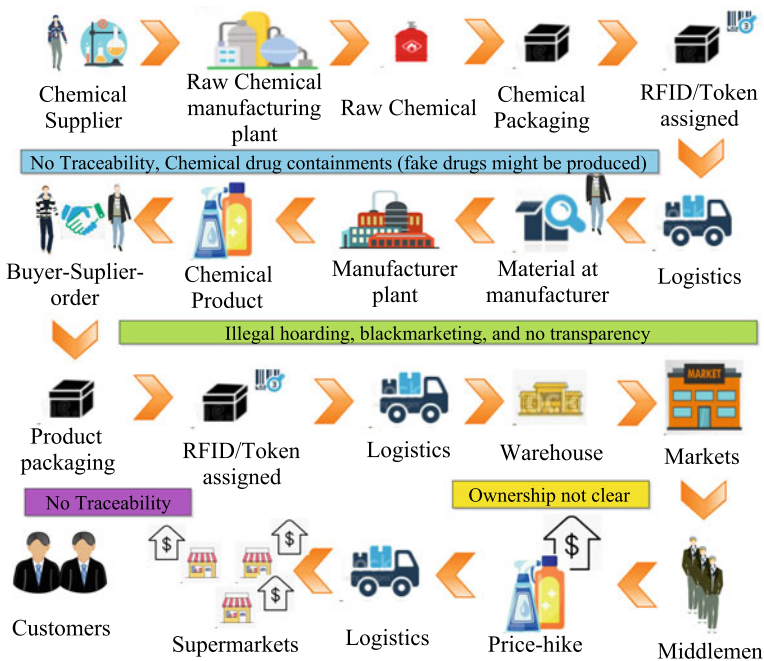 Chemical
Supplier
Raw Chemical
manufacturing
plant
Raw Chemical
Chemical
Packaging
3
RFID/Token
assigned
No Traceability, Chemical drug containments (fake drugs might be produced)
Buyer-Suplier-
order
Chemical
Product
Manufacturer
plant
Material at
manufacturer
Logistics
Illegal hoarding, blackmarketing, and no transparency
Product
packaging
3
RFID/Token
assigned
Logistics
Warehouse
MARKET
Markets
No Traceability
Ownership not clear
$
$
$
$
Customers
Supermarkets
Logistics
Price-hike
Middlemen